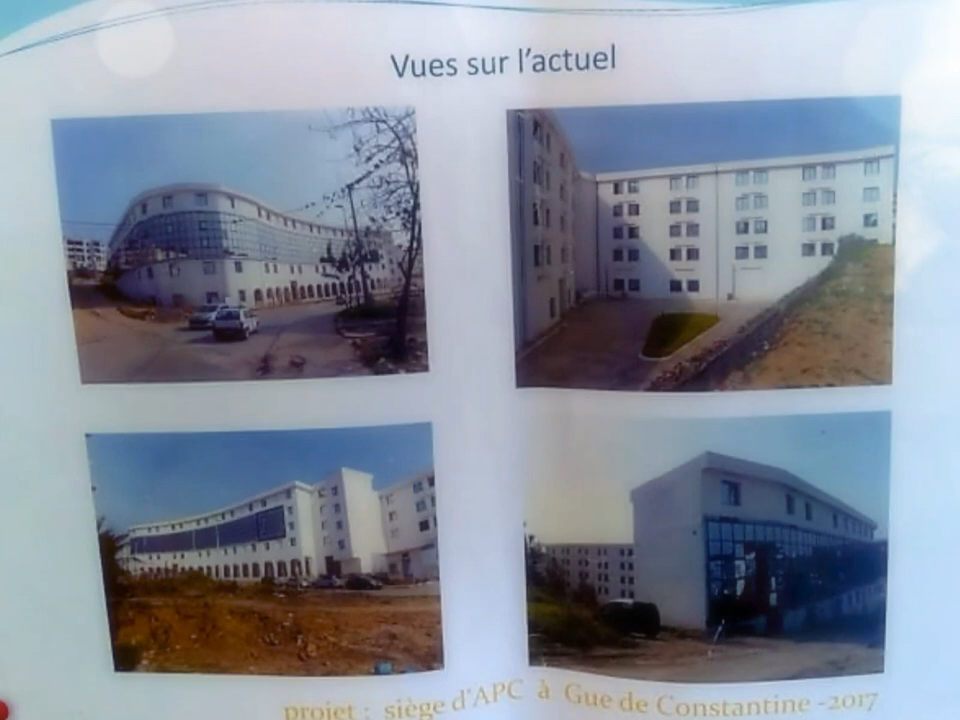 Vues sur l'actuel
projet : siège d'APC à Gue de Constantine -2017